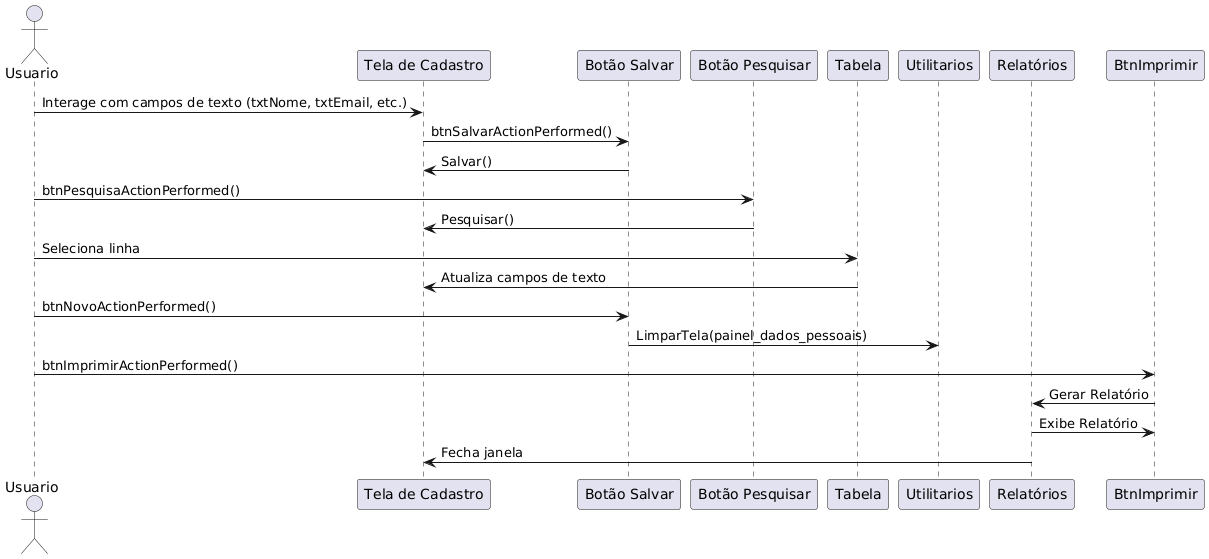 Usuario
Tela de Cadastro
Botão Salvar
Botão Pesquisar
Tabela
Utilitarios
Relatórios
BtnImprimir
Interage com campos de texto (txtNome, txtEmail, etc.)
btnSalvarActionPerformed()
Salvar()
btnPesquisaActionPerformed()
Pesquisar()
Seleciona linha
Atualiza campos de texto
btnNovoActionPerformed()
LimparTela(painel_dados_pessoais)
btnImprimirActionPerformed()
Gerar Relatório
Exibe Relatório
Fecha janela
Usuario
Tela de Cadastro
Botão Salvar
Botão Pesquisar
Tabela
Utilitarios
Relatórios
BtnImprimir